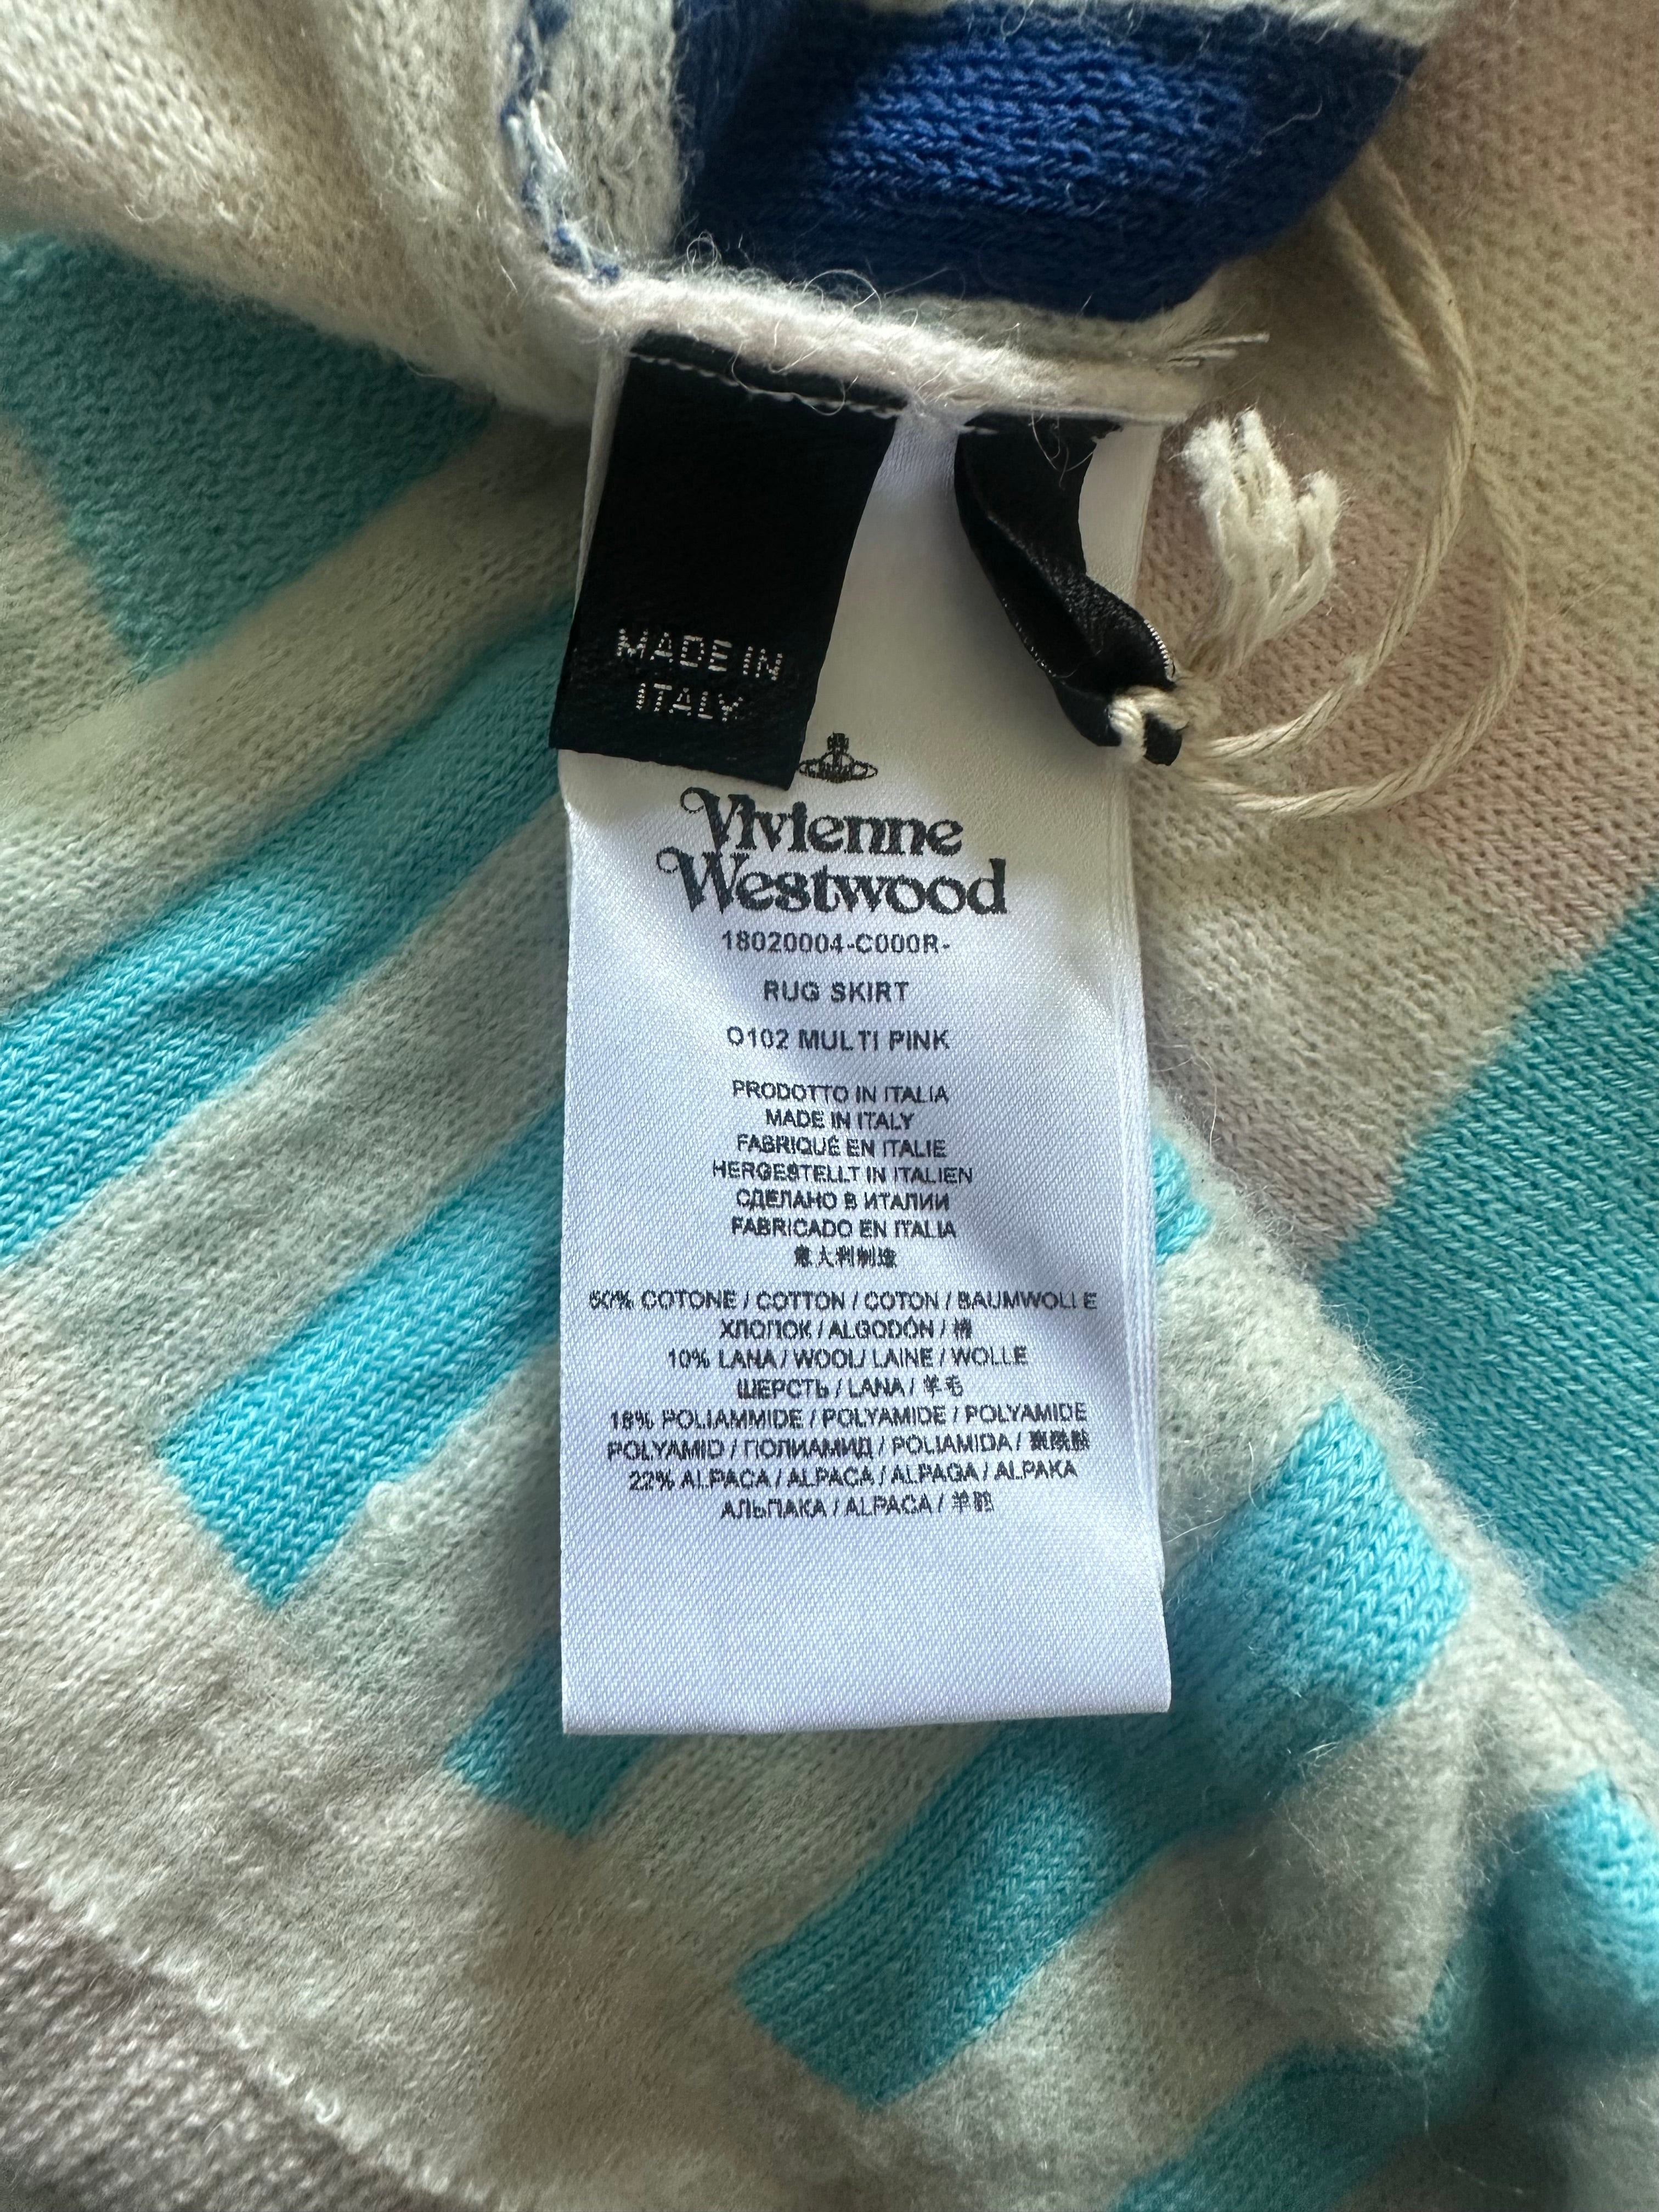 MADE IN
ITALY
Vivienne
Westwood
18020004-C000R-
RUG SKIRT
O102 MULTI PINK
PRODOTTO IN ITALIA
MADE IN ITALY
FABRIQUÉ EN ITALIE
HERGESTELLT IN ITALIEN
СДЕЛАНО В ИТАЛИИ
FABRICADO EN ITALIA
意大利制造
50% COTONE / COTTON / COTON / BAUMWOLLE
ХЛОПОК / ALGODÓN / 棉
10% LANA / WOOL / LAINE / WOLLE
ШЕРСТЬ / LANA / 羊毛
18% POLIAMMIDE / POLYAMIDE / POLYAMIDE
POLYAMID / ПОЛИАМИД / POLIAMIDA / 聚酰胺
22% ALPACA / ALPACA / ALPAGA / ALPAKA
АЛЬПАКА / ALPACA / 羊驼